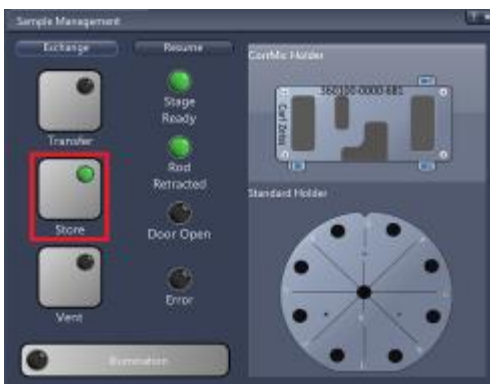 Sample Management
?
Exchange
Resume
Transfer
Store
Vent
Stage
Ready
Rod
Retracted
Door Open
Error
Illumination
CorrMic Holder
360100-0000-681
Carl Zeiss
Standard Holder